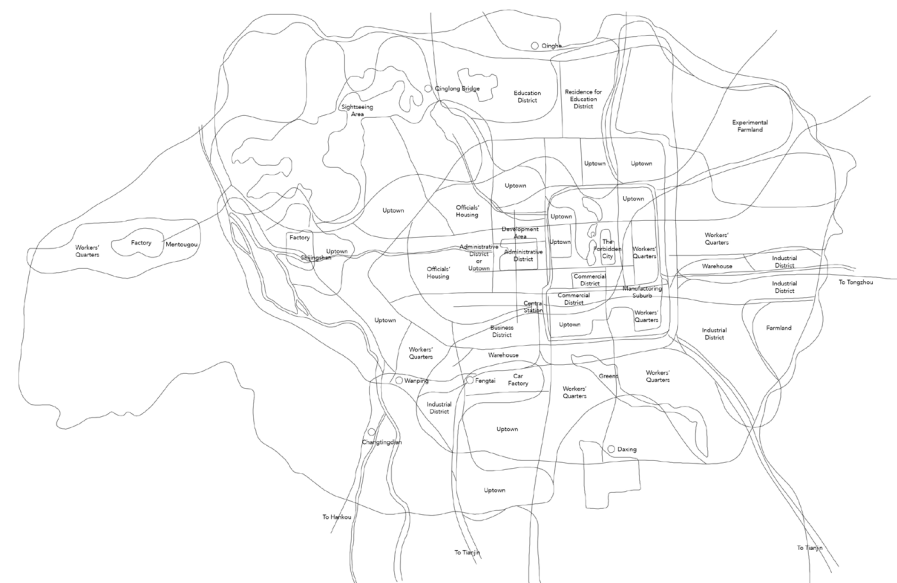 Qinghe
Qinglong Bridge
Education
District
Residence for
Education
District
Sightseeing
Area
Experimental
Farmland
Uptown
Uptown
Uptown
Uptown
Uptown
Officials'
Housing
Uptown
Development
Area
Workers'
Quarters
Factory
Mentougou
Factory
Shijingshan
Uptown
Administrative
District
or
Uptown
Administrative
District
Uptown
The
Forbidden
City
Workers'
Quarters
Workers'
Quarters
Warehouse
Industrial
District
Officials'
Housing
Commercial
District
To Tongzhou
Industrial
District
Manufacturing
Suburb
Commercial
District
Central
Station
Uptown
Business
District
Uptown
Workers'
Quarters
Industrial
District
Farmland
Workers'
Quarters
Warehouse
Wanping
Fengtai
Car
Factory
Greens
Workers'
Quarters
Workers'
Quarters
Industrial
District
Uptown
Changtingdian
Daxing
Uptown
To Hankou
To Tianjin
To Tianjin